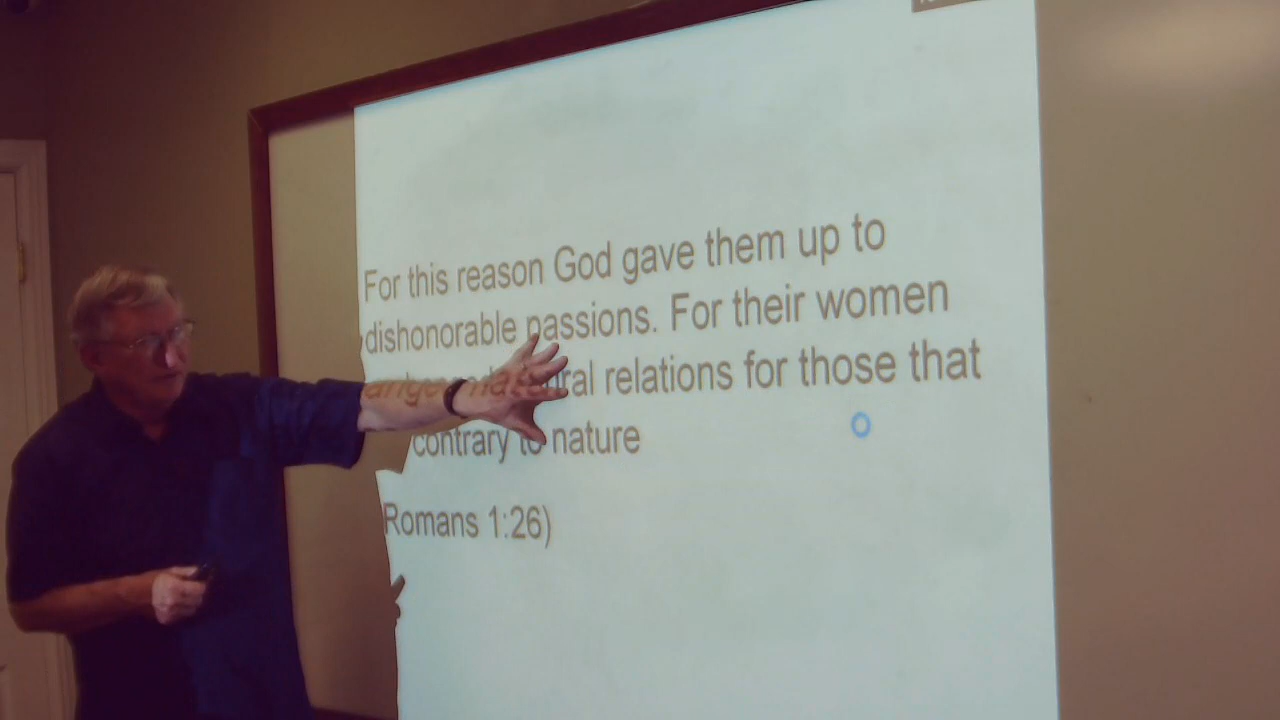 For this reason God gave them up to
dishonorable passions. For their women
relations for those that
contrary to nature
Romans 1:26)